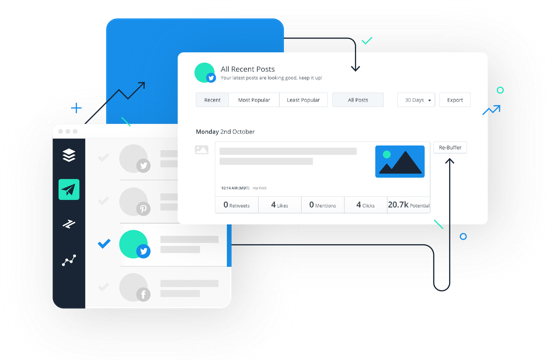 All Recent Posts
Your latest posts are looking good, keep it up!
Recent Most Popular Least Popular All Posts 30 Days Export
Monday 2nd October
Re-Buffer
0 Retweets 4 Likes 0 Mentions 4 Clicks 20.7k Potential